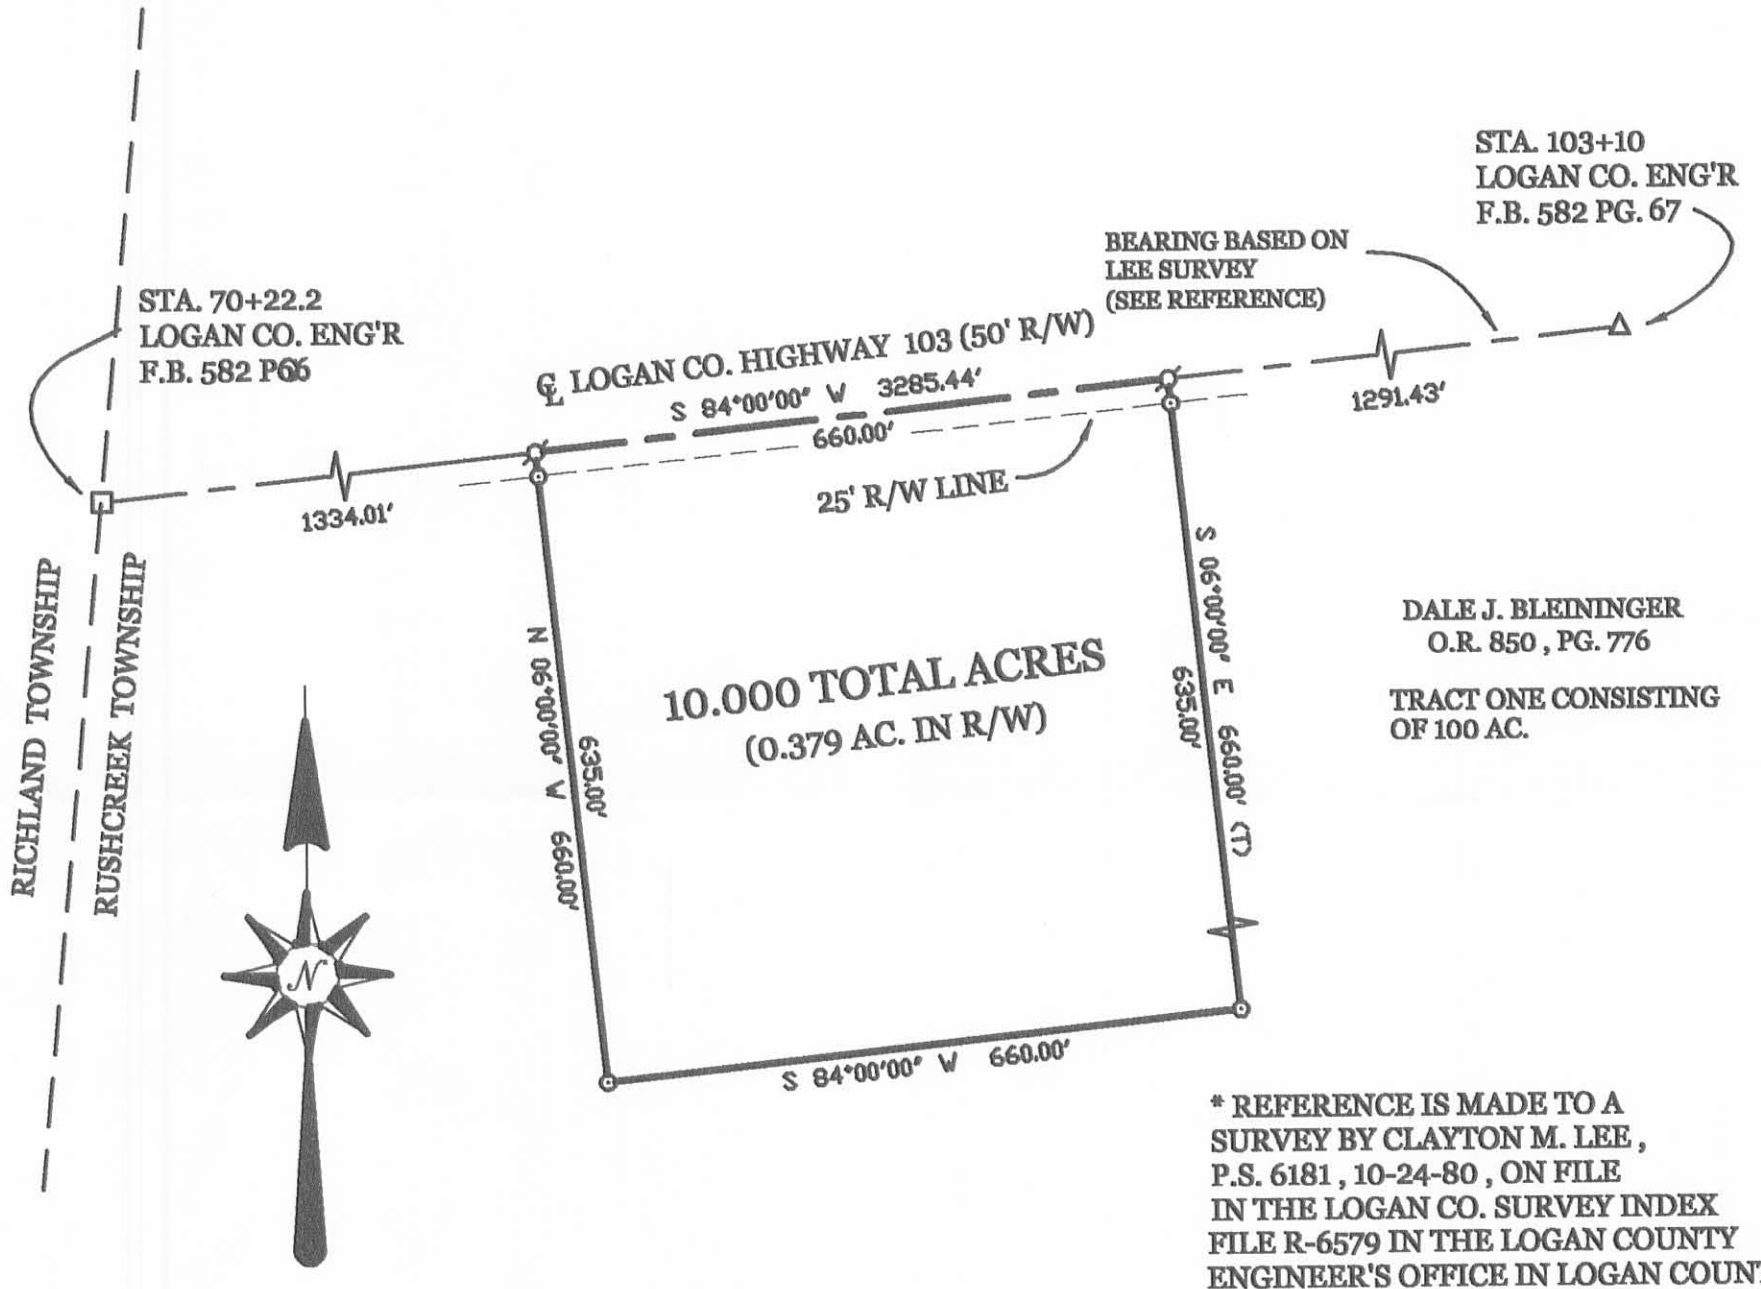 STA. 103+10
LOGAN CO. ENG'R
F.B. 582 PG. 67
BEARING BASED ON
LEE SURVEY
(SEE REFERENCE)
STA. 70+22.2
LOGAN CO. ENG'R
F.B. 582 P66
℄ LOGAN CO. HIGHWAY 103 (50' R/W)
S 84°00'00" W 3285.44'
660.00'
1291.43'
1334.01'
25' R/W LINE
RICHLAND TOWNSHIP
RUSHCREEK TOWNSHIP
N 06°00'00" W 660.00'
635.00'
10.000 TOTAL ACRES
(0.379 AC. IN R/W)
S 06°00'00" E 660.00' (T)
635.00'
DALE J. BLEININGER
O.R. 850 , PG. 776
TRACT ONE CONSISTING
OF 100 AC.
N
S 84°00'00" W 660.00'
* REFERENCE IS MADE TO A
SURVEY BY CLAYTON M. LEE ,
P.S. 6181 , 10-24-80 , ON FILE
IN THE LOGAN CO. SURVEY INDEX
FILE R-6579 IN THE LOGAN COUNTY
ENGINEER'S OFFICE IN LOGAN COUN